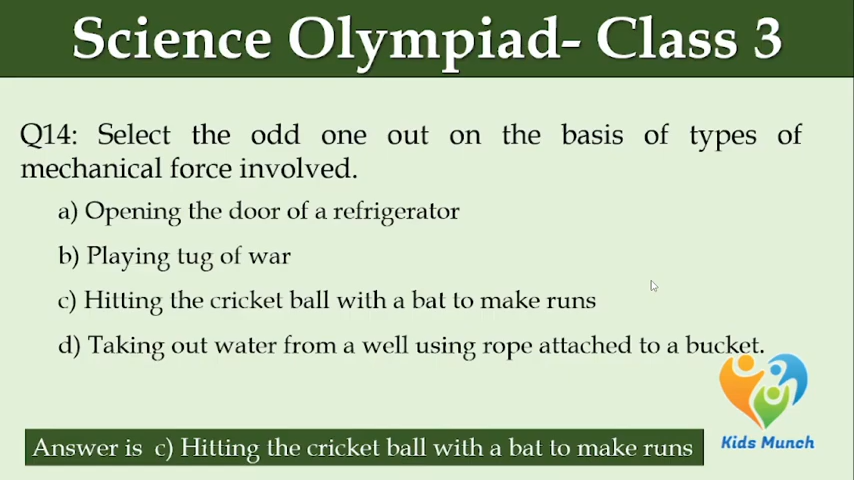 Science Olympiad- Class 3
Q14: Select the odd one out on the basis of types of
mechanical force involved.
a) Opening the door of a refrigerator
b) Playing tug of war
c) Hitting the cricket ball with a bat to make runs
d) Taking out water from a well using rope attached to a bucket.
Kids Munch
Answer is c) Hitting the cricket ball with a bat to make runs